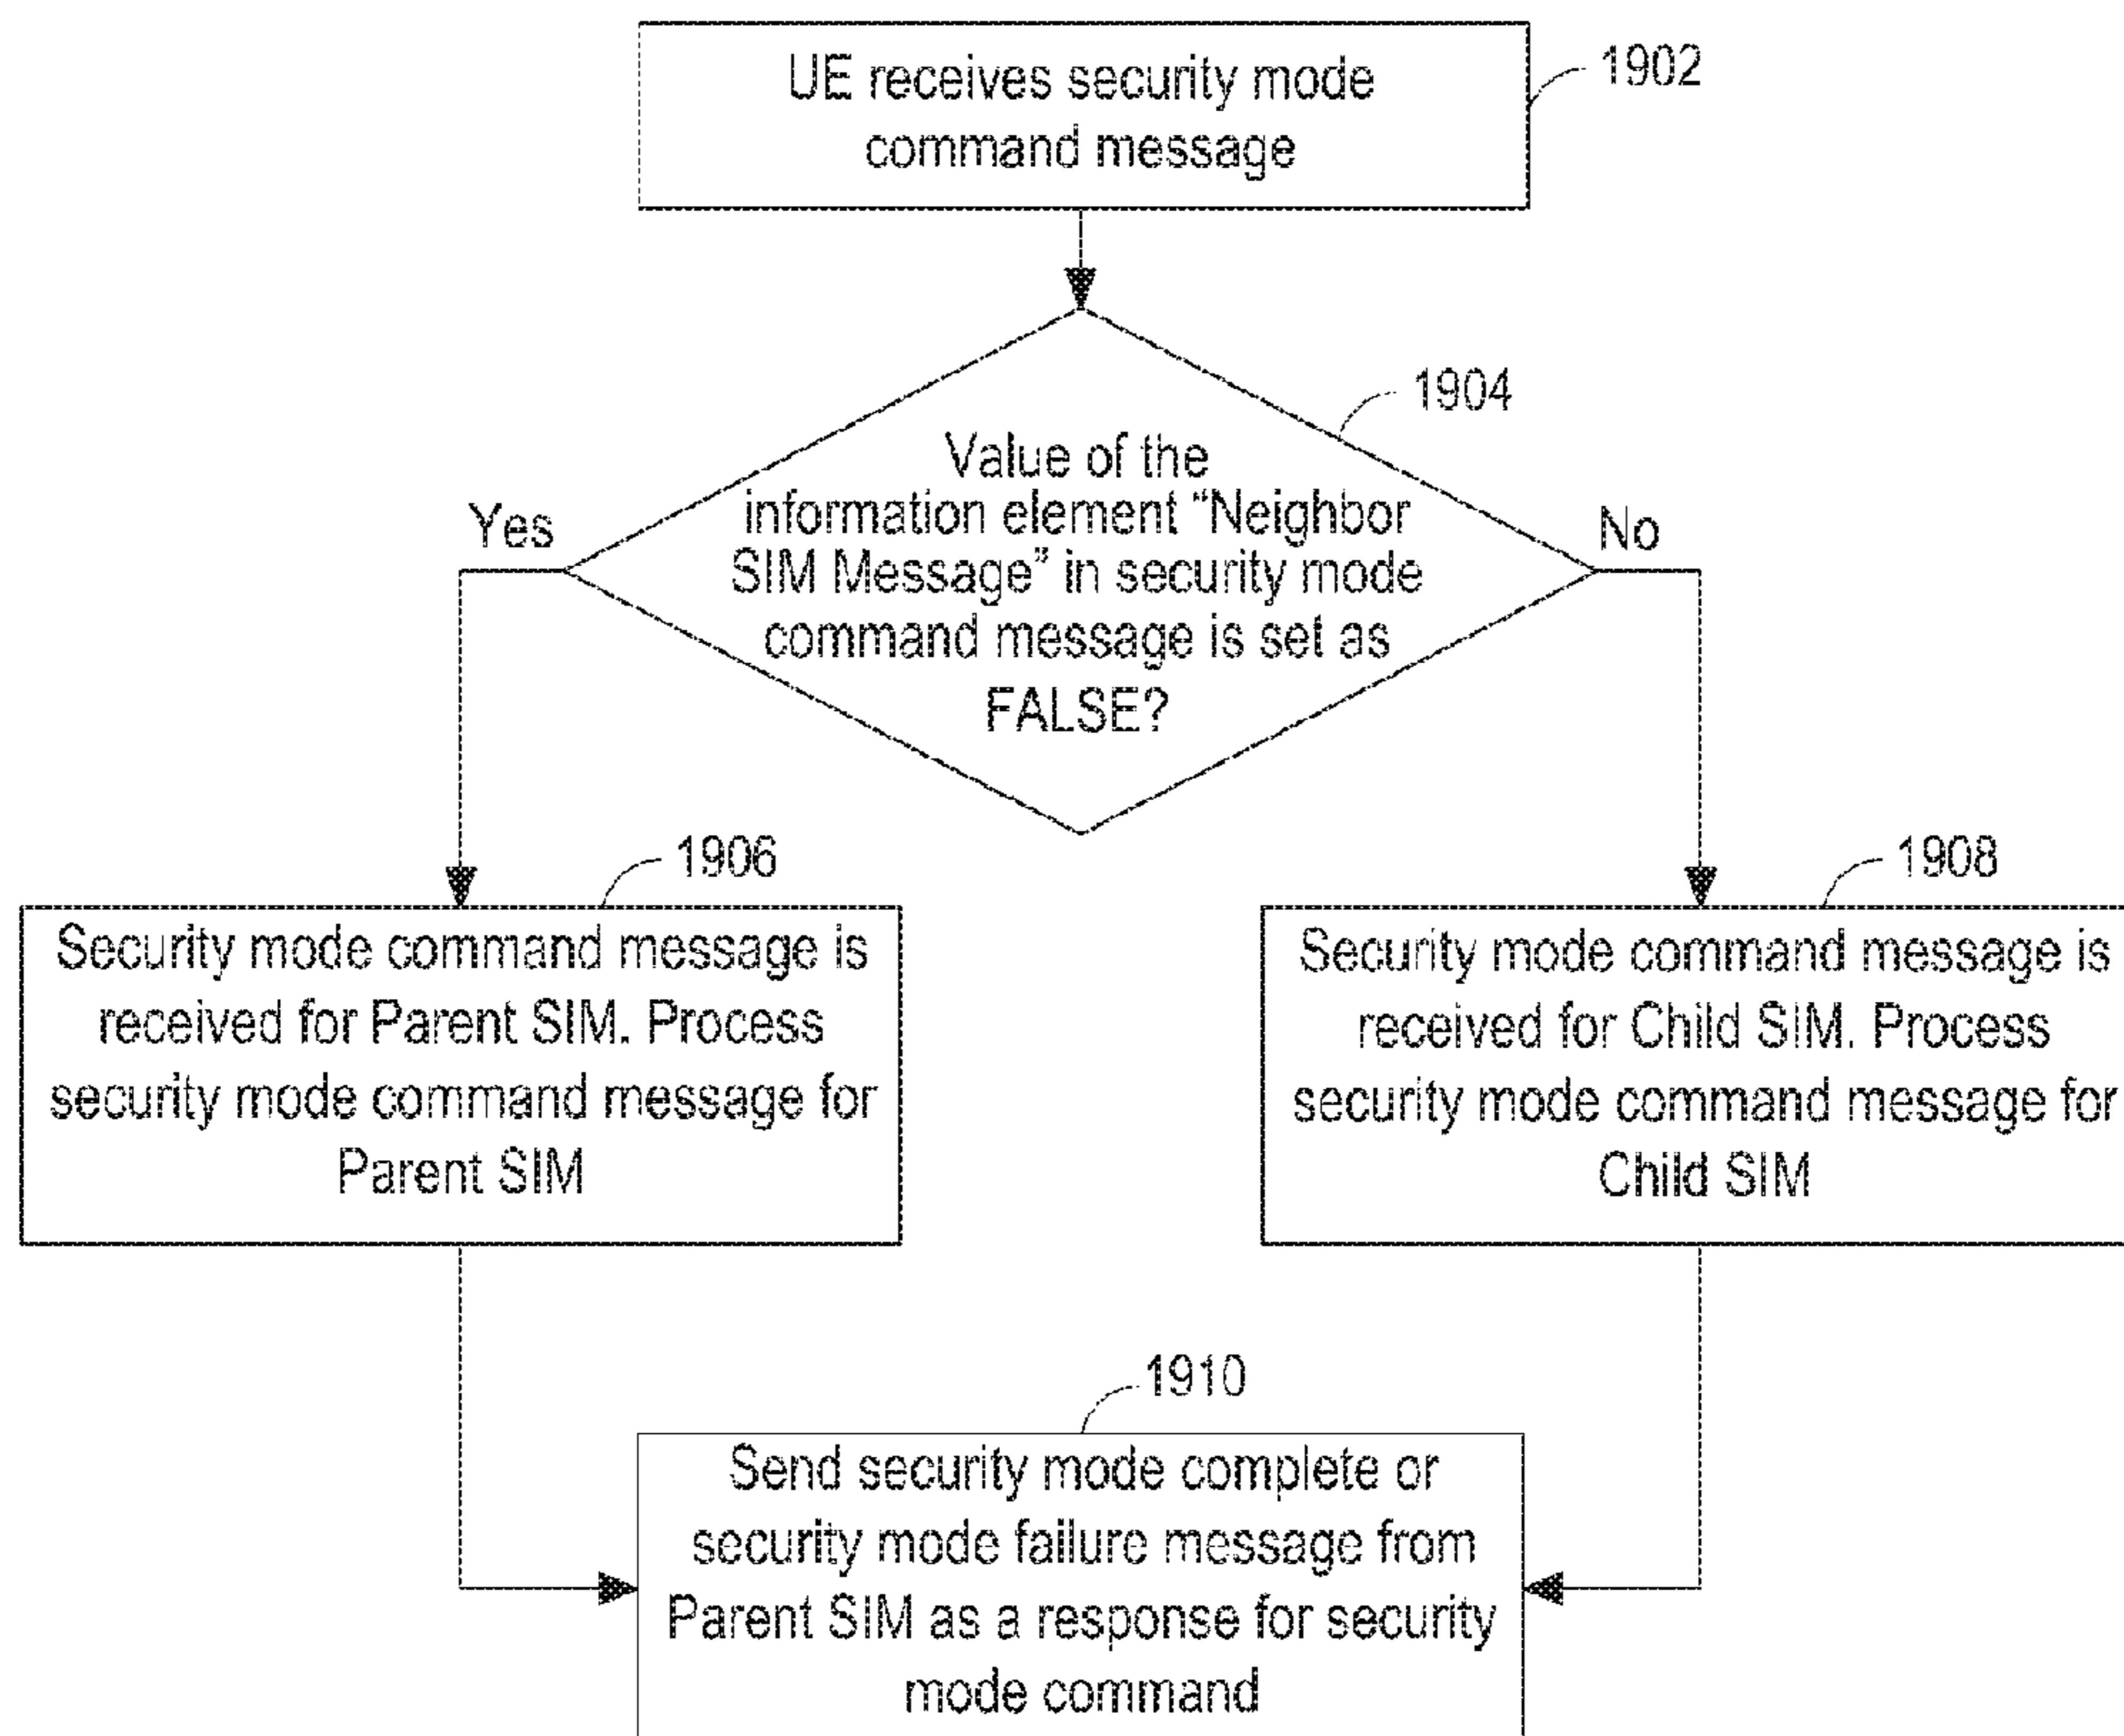 UE receives security mode
command message
1902
1904
Value of the
information element “Neighbor
SIM Message” in security mode
command message is set as
FALSE?
Yes
No
1906
Security mode command message is
received for Parent SIM. Process
security mode command message for
Parent SIM
1908
Security mode command message is
received for Child SIM. Process
security mode command message for
Child SIM
1910
Send security mode complete or
security mode failure message from
Parent SIM as a response for security
mode command